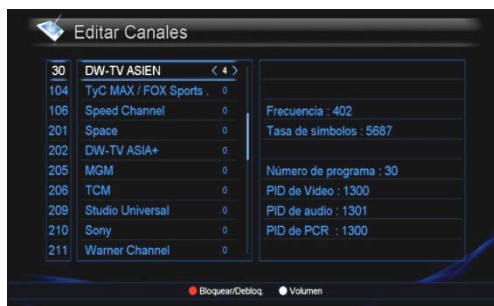 Editar Canales
30 DW-TV ASIEN < 4 >
104 TyC MAX / FOX Sports . 0
106 Speed Channel 0
201 Space 0
202 DW-TV ASIA+ 0
205 MGM 0
206 TCM 0
209 Studio Universal 0
210 Sony 0
211 Warner Channel 0
Frecuencia : 402
Tasa de simbolos : 5687
Número de programa : 30
PID de Video : 1300
PID de audio : 1301
PID de PCR : 1300
Bloquear/Debloq. Volumen